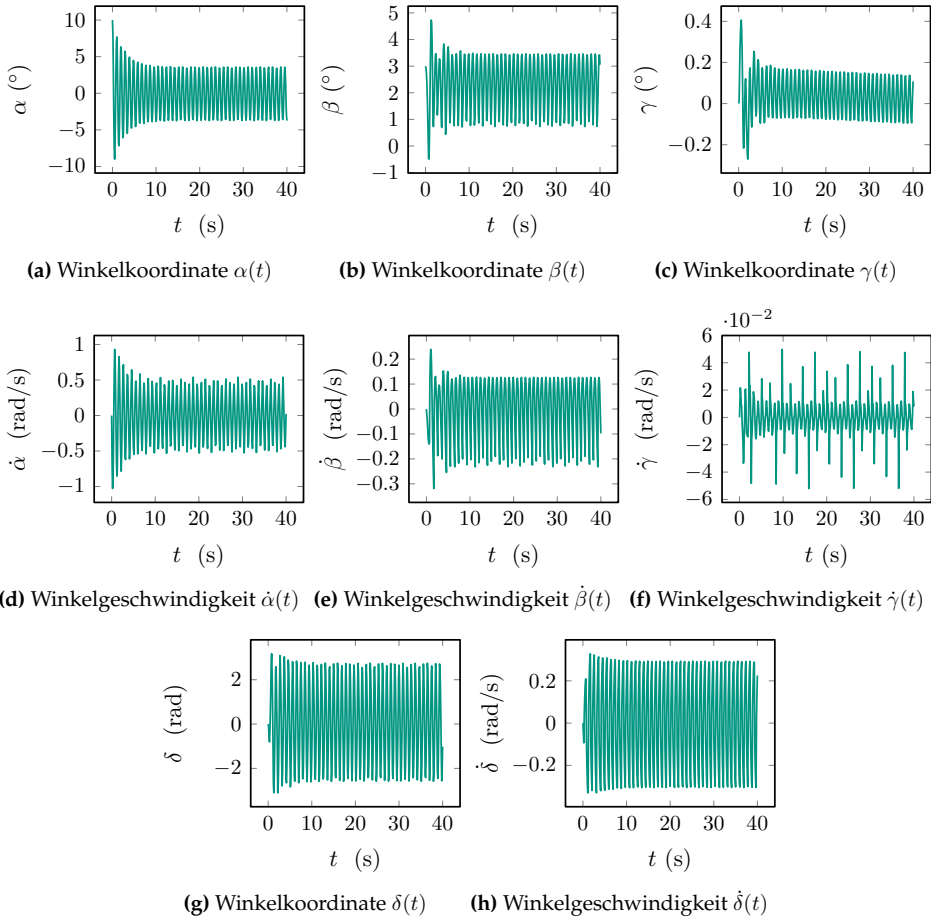 10
5
0
−5
−10
α (°)
0 10 20 30 40
t (s)
(a) Winkelkoordinate α(t)
5
4
3
2
1
0
−1
β (°)
0 10 20 30 40
t (s)
(b) Winkelkoordinate β(t)
0.4
0.2
0
−0.2
γ (°)
0 10 20 30 40
t (s)
(c) Winkelkoordinate γ(t)
1
0.5
0
−0.5
−1
α̇ (rad/s)
0 10 20 30 40
t (s)
(d) Winkelgeschwindigkeit α̇(t)
0.2
0.1
0
−0.1
−0.2
−0.3
β̇ (rad/s)
0 10 20 30 40
t (s)
(e) Winkelgeschwindigkeit β̇(t)
·10⁻²
6
4
2
0
−2
−4
−6
γ̇ (rad/s)
0 10 20 30 40
t (s)
(f) Winkelgeschwindigkeit γ̇(t)
2
0
−2
δ (rad)
0 10 20 30 40
t (s)
(g) Winkelkoordinate δ(t)
0.2
0
−0.2
δ̇ (rad/s)
0 10 20 30 40
t (s)
(h) Winkelgeschwindigkeit δ̇(t)